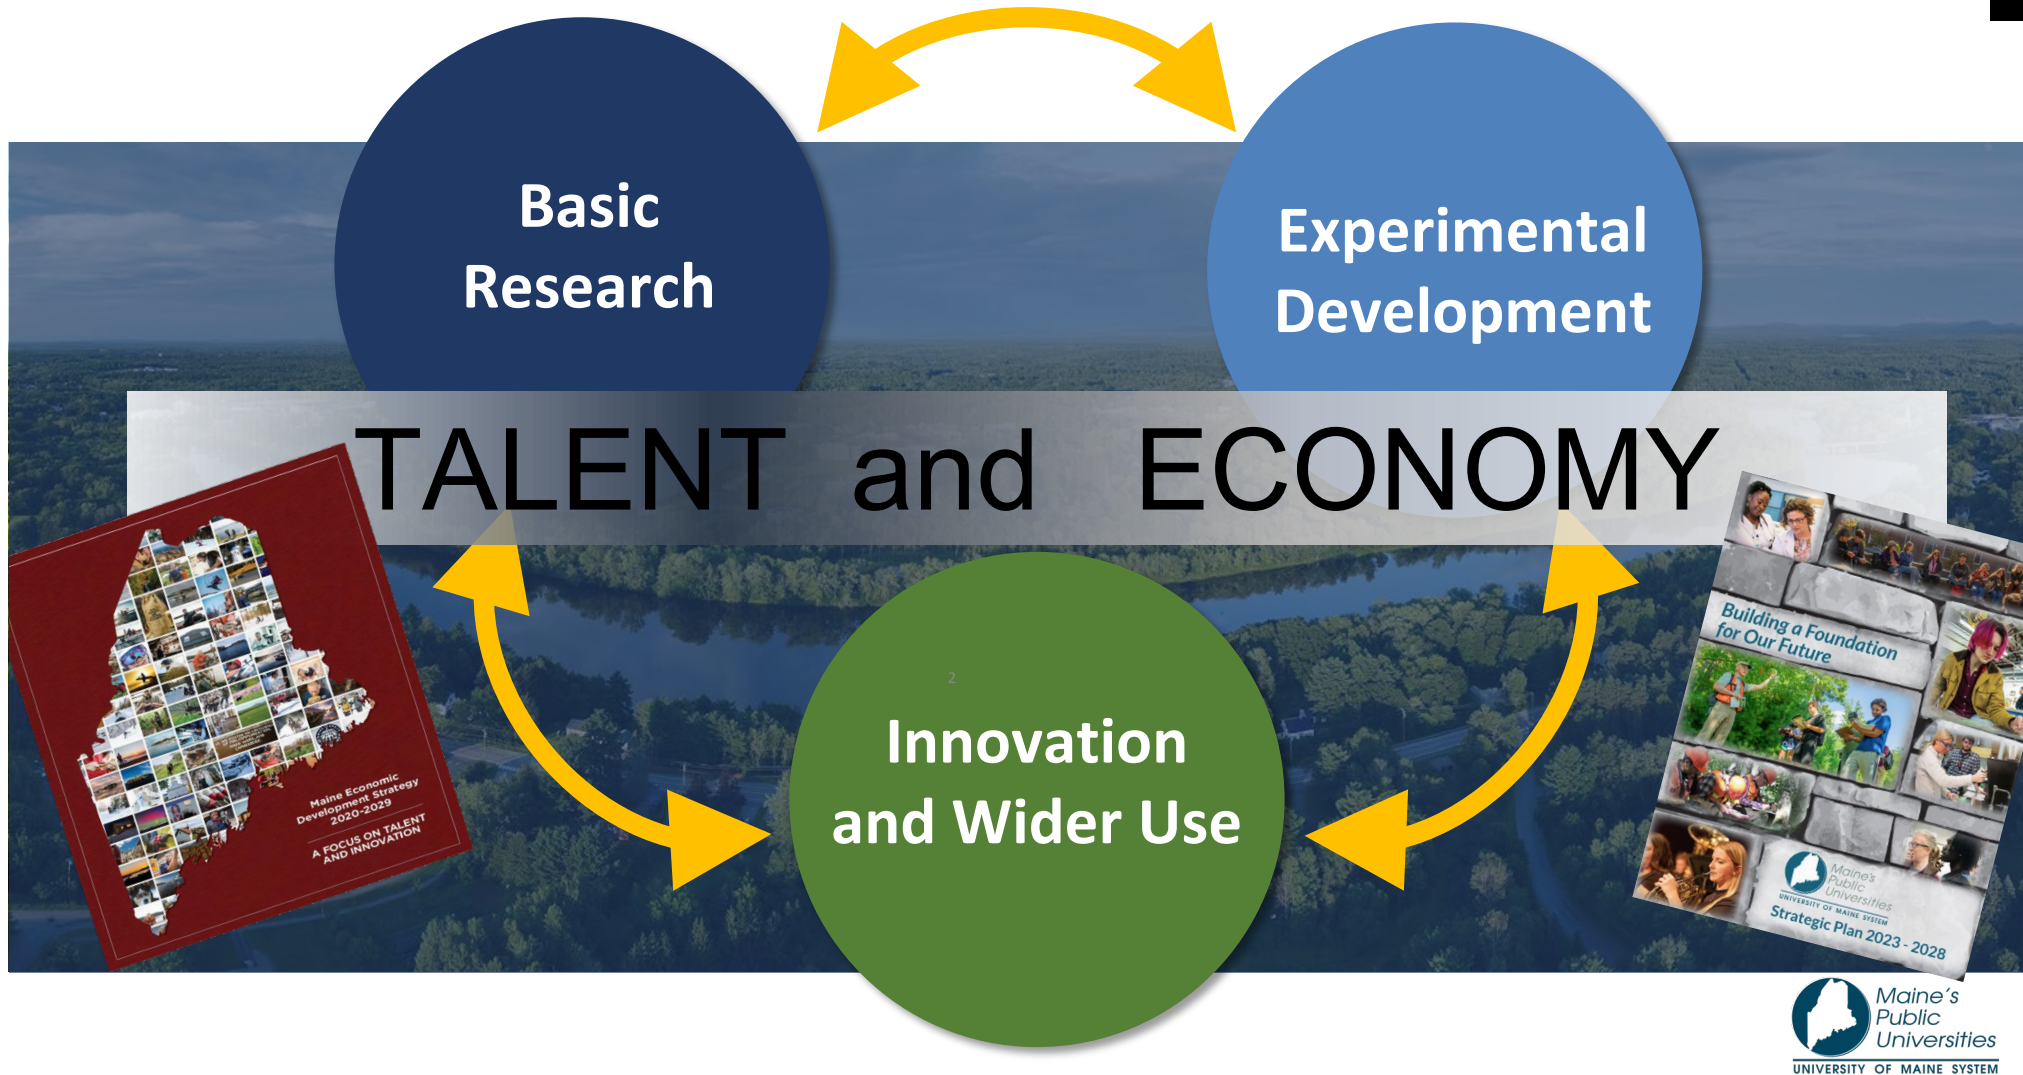 Basic
Research
Experimental
Development
TALENT and ECONOMY
Building a Foundation
for Our Future
2
Innovation
and Wider Use
Maine Economic
Development Strategy
2020-2029
A FOCUS ON TALENT
AND INNOVATION
Maine's
Public
Universities
UNIVERSITY OF MAINE SYSTEM
Strategic Plan 2023 - 2028
Maine's
Public
Universities
UNIVERSITY OF MAINE SYSTEM